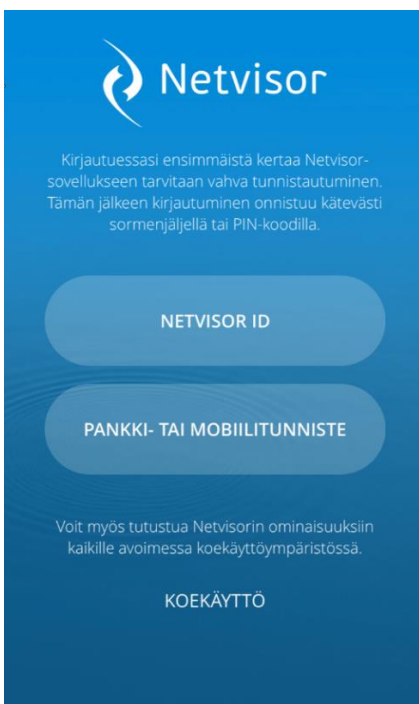 Netvisor
Kirjautuessasi ensimmäistä kertaa Netvisor-
sovellukseen tarvitaan vahva tunnistautuminen.
Tämän jälkeen kirjautuminen onnistuu kätevästi
sormenjäljellä tai PIN-koodilla.
NETVISOR ID
PANKKI- TAI MOBIILITUNNISTE
Voit myös tutustua Netvisorin ominaisuuksiin
kaikille avoimessa koekäyttöympäristössä.
KOEKÄYTTÖ